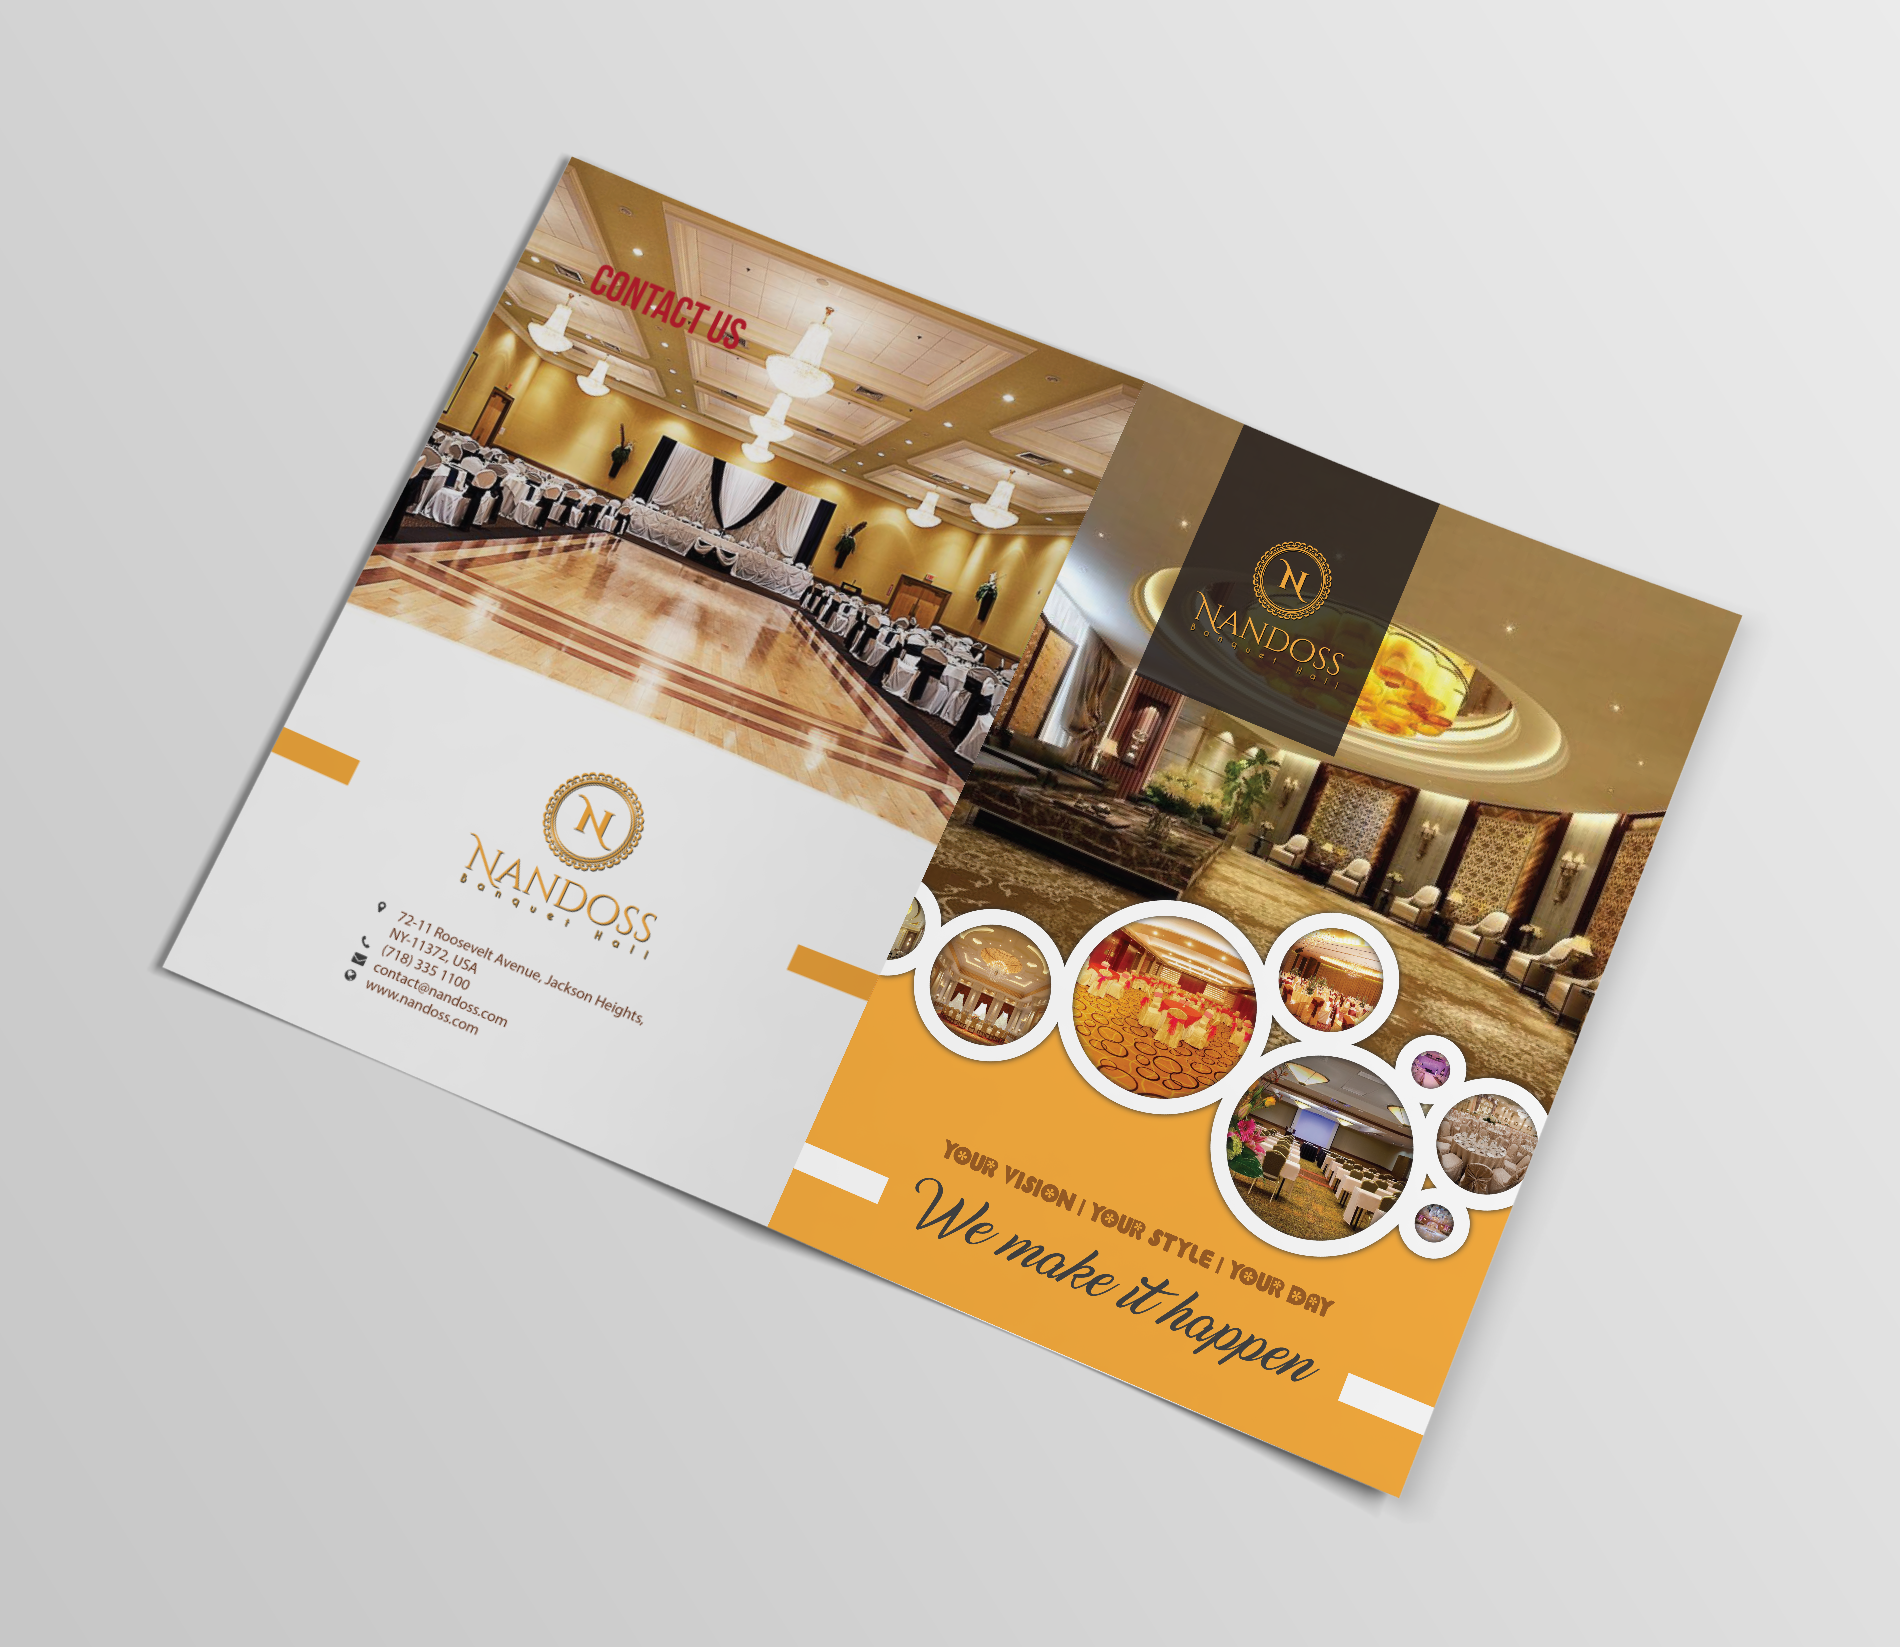 CONTACT US
N
NANDOSS
Banquet Hall
72-11 Roosevelt Avenue, Jackson Heights,
NY-11372, USA
(718) 335 1100
contact@nandoss.com
www.nandoss.com
N
NANDOSS
Banquet Hall
YOUR VISION | YOUR STYLE | YOUR DAY
We make it happen